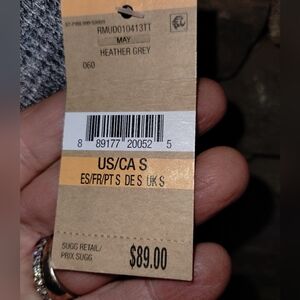 RMUD010413TT
MAY
HEATHER GREY
060
8 89177 20052 5
US/CA S
ES/FR/PT S DE S UK S
SUGG RETAIL/
PRIX SUGG
$89.00